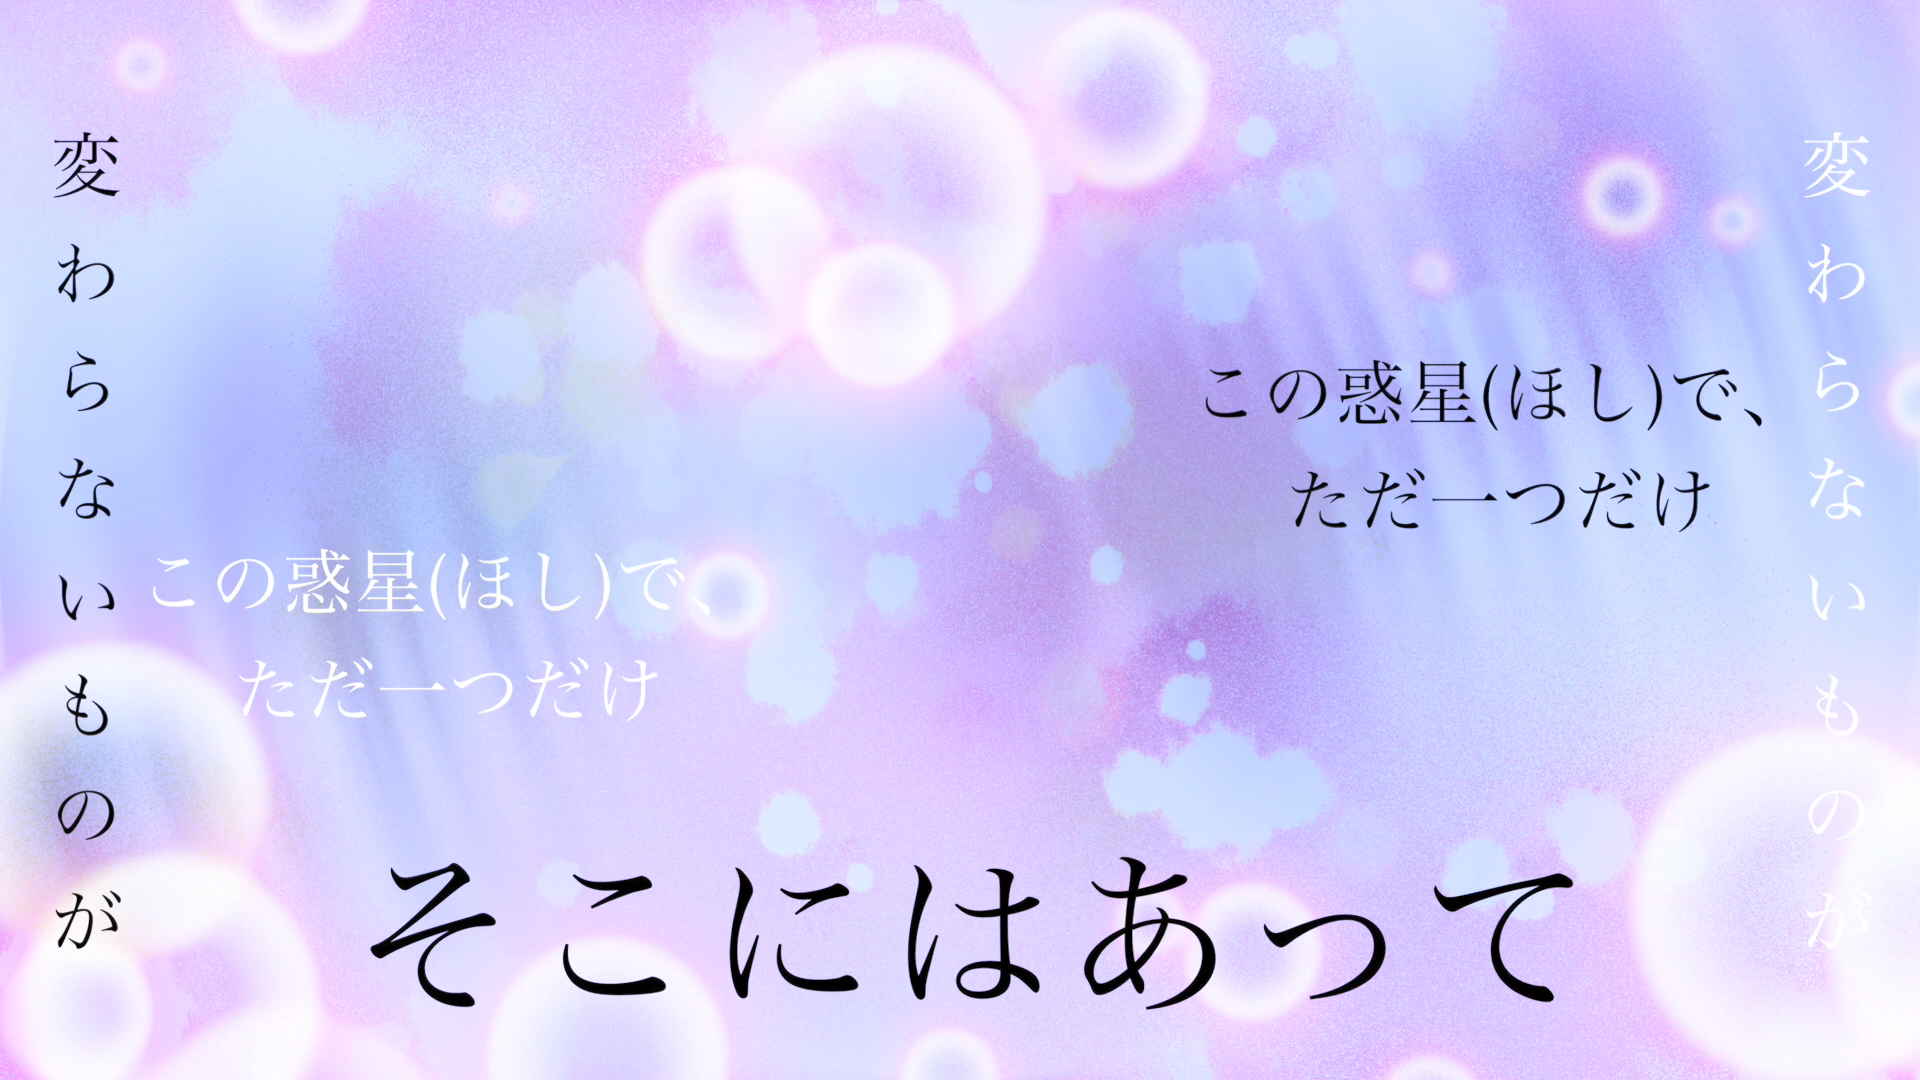 変わらないものが
この惑星(ほし)で、
ただ一つだけ
この惑星(ほし)で、
ただ一つだけ
変わらないものが
そこにはあって